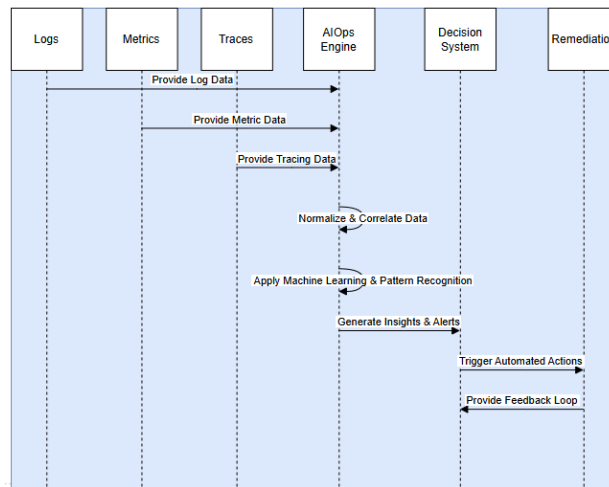 Logs
Metrics
Traces
AIOps
Engine
Decision
System
Remediatio
Provide Log Data
Provide Metric Data
Provide Tracing Data
Normalize & Correlate Data
Apply Machine Learning & Pattern Recognition
Generate Insights & Alerts
Trigger Automated Actions
Provide Feedback Loop